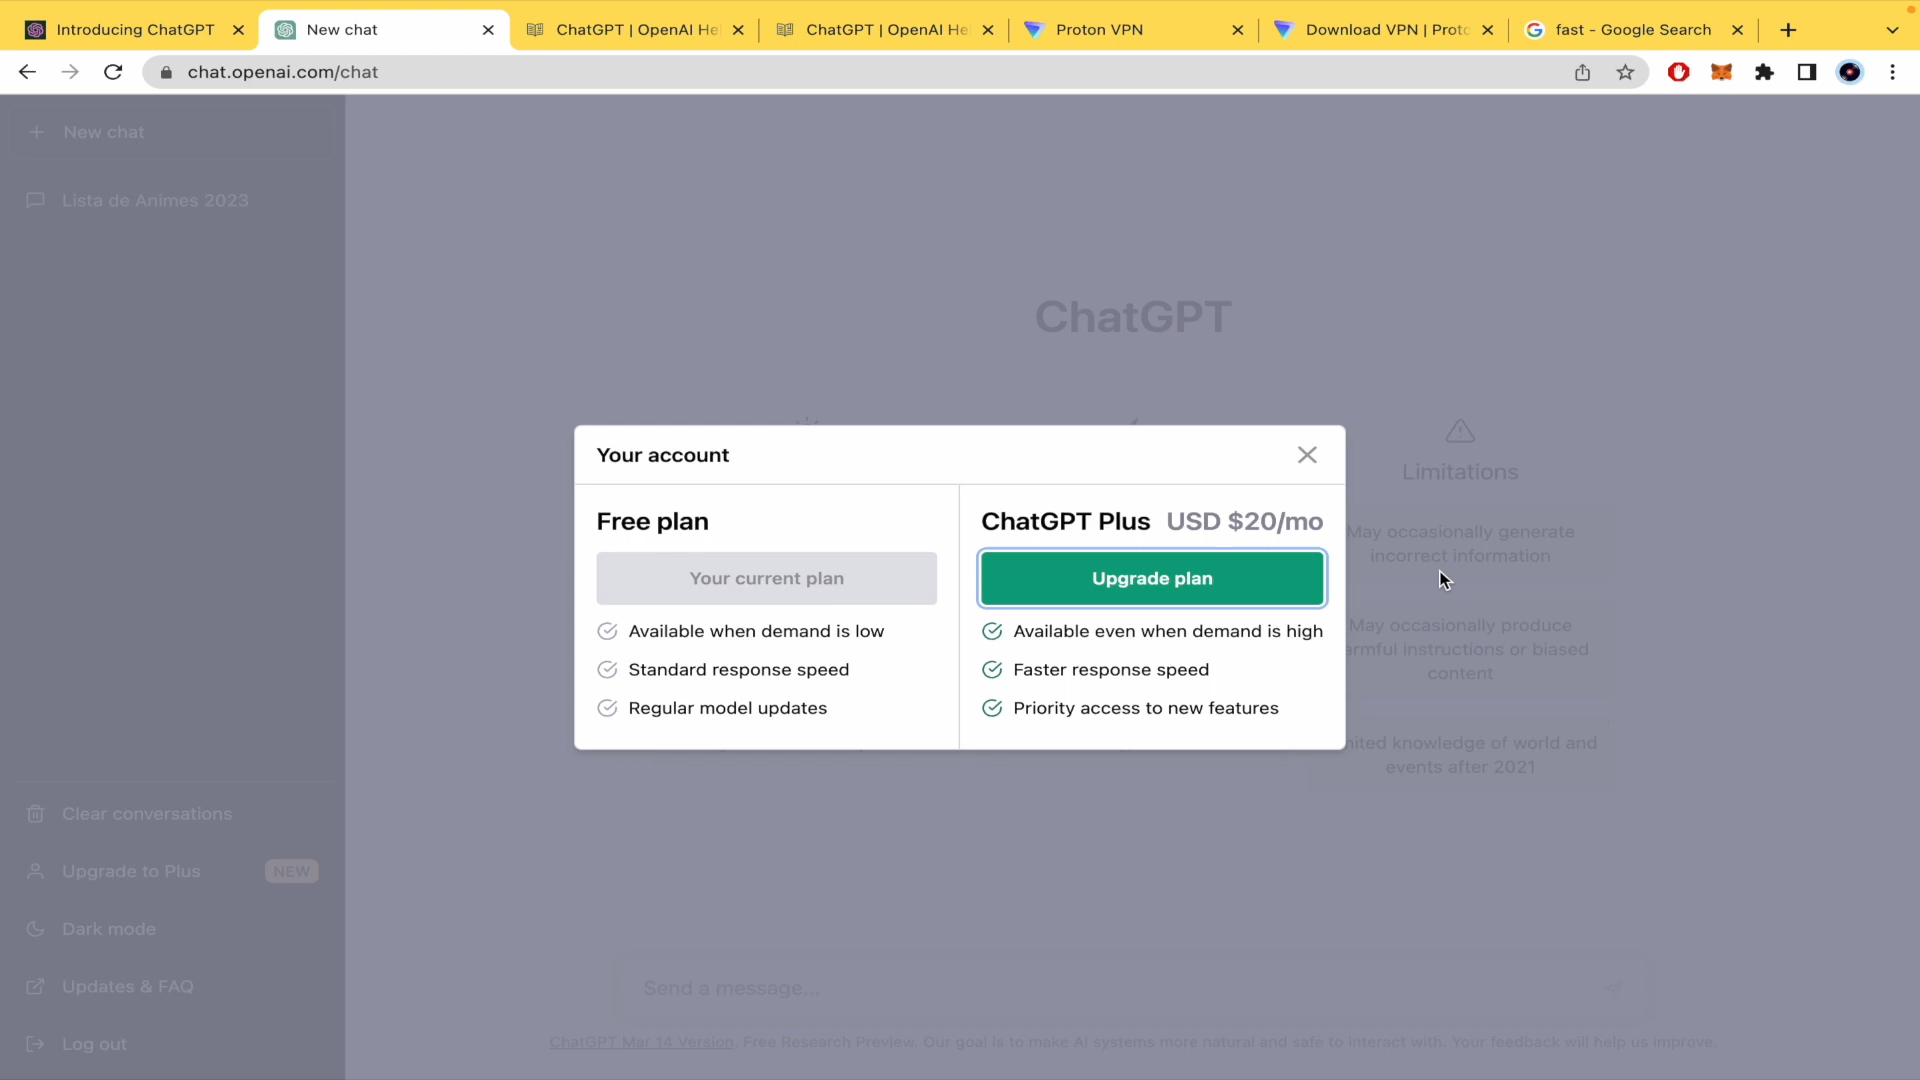 Introducing ChatGPT
New chat
ChatGPT | OpenAI He
ChatGPT | OpenAI He
Proton VPN
Download VPN | Proto
fast - Google Search
chat.openai.com/chat
New chat
Lista de Animes 2023
ChatGPT
Limitations
May occasionally generate
incorrect information
May occasionally produce
armful instructions or biased
content
nited knowledge of world and
events after 2021
Your account
Free plan
Your current plan
Available when demand is low
Standard response speed
Regular model updates
ChatGPT Plus USD $20/mo
Upgrade plan
Available even when demand is high
Faster response speed
Priority access to new features
Clear conversations
Upgrade to Plus NEW
Dark mode
Updates & FAQ
Log out
Send a message...
ChatGPT Mar 14 Version. Free Research Preview. Our goal is to make AI systems more natural and safe to interact with. Your feedback will help us improve.